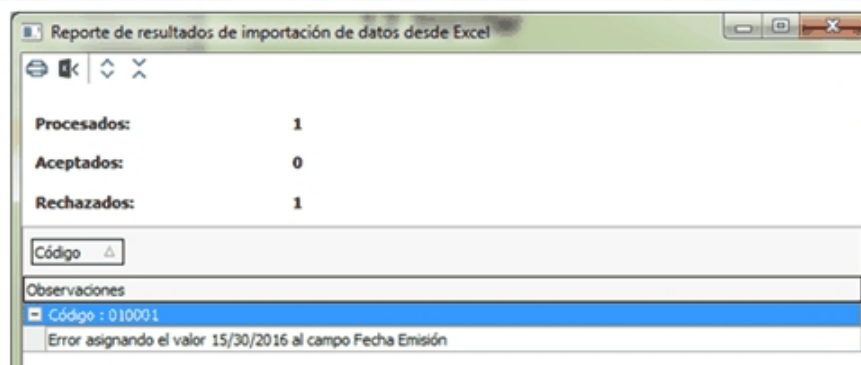 Reporte de resultados de importación de datos desde Excel
Procesados: 1
Aceptados: 0
Rechazados: 1
Código
Observaciones
Código : 010001
Error asignando el valor 15/30/2016 al campo Fecha Emisión